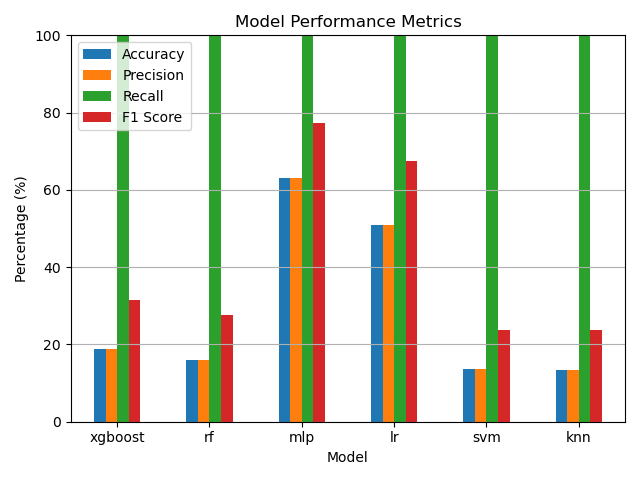 Model Performance Metrics
Percentage (%)
100
80
60
40
20
0
Accuracy
Precision
Recall
F1 Score
xgboost rf mlp lr svm knn
Model